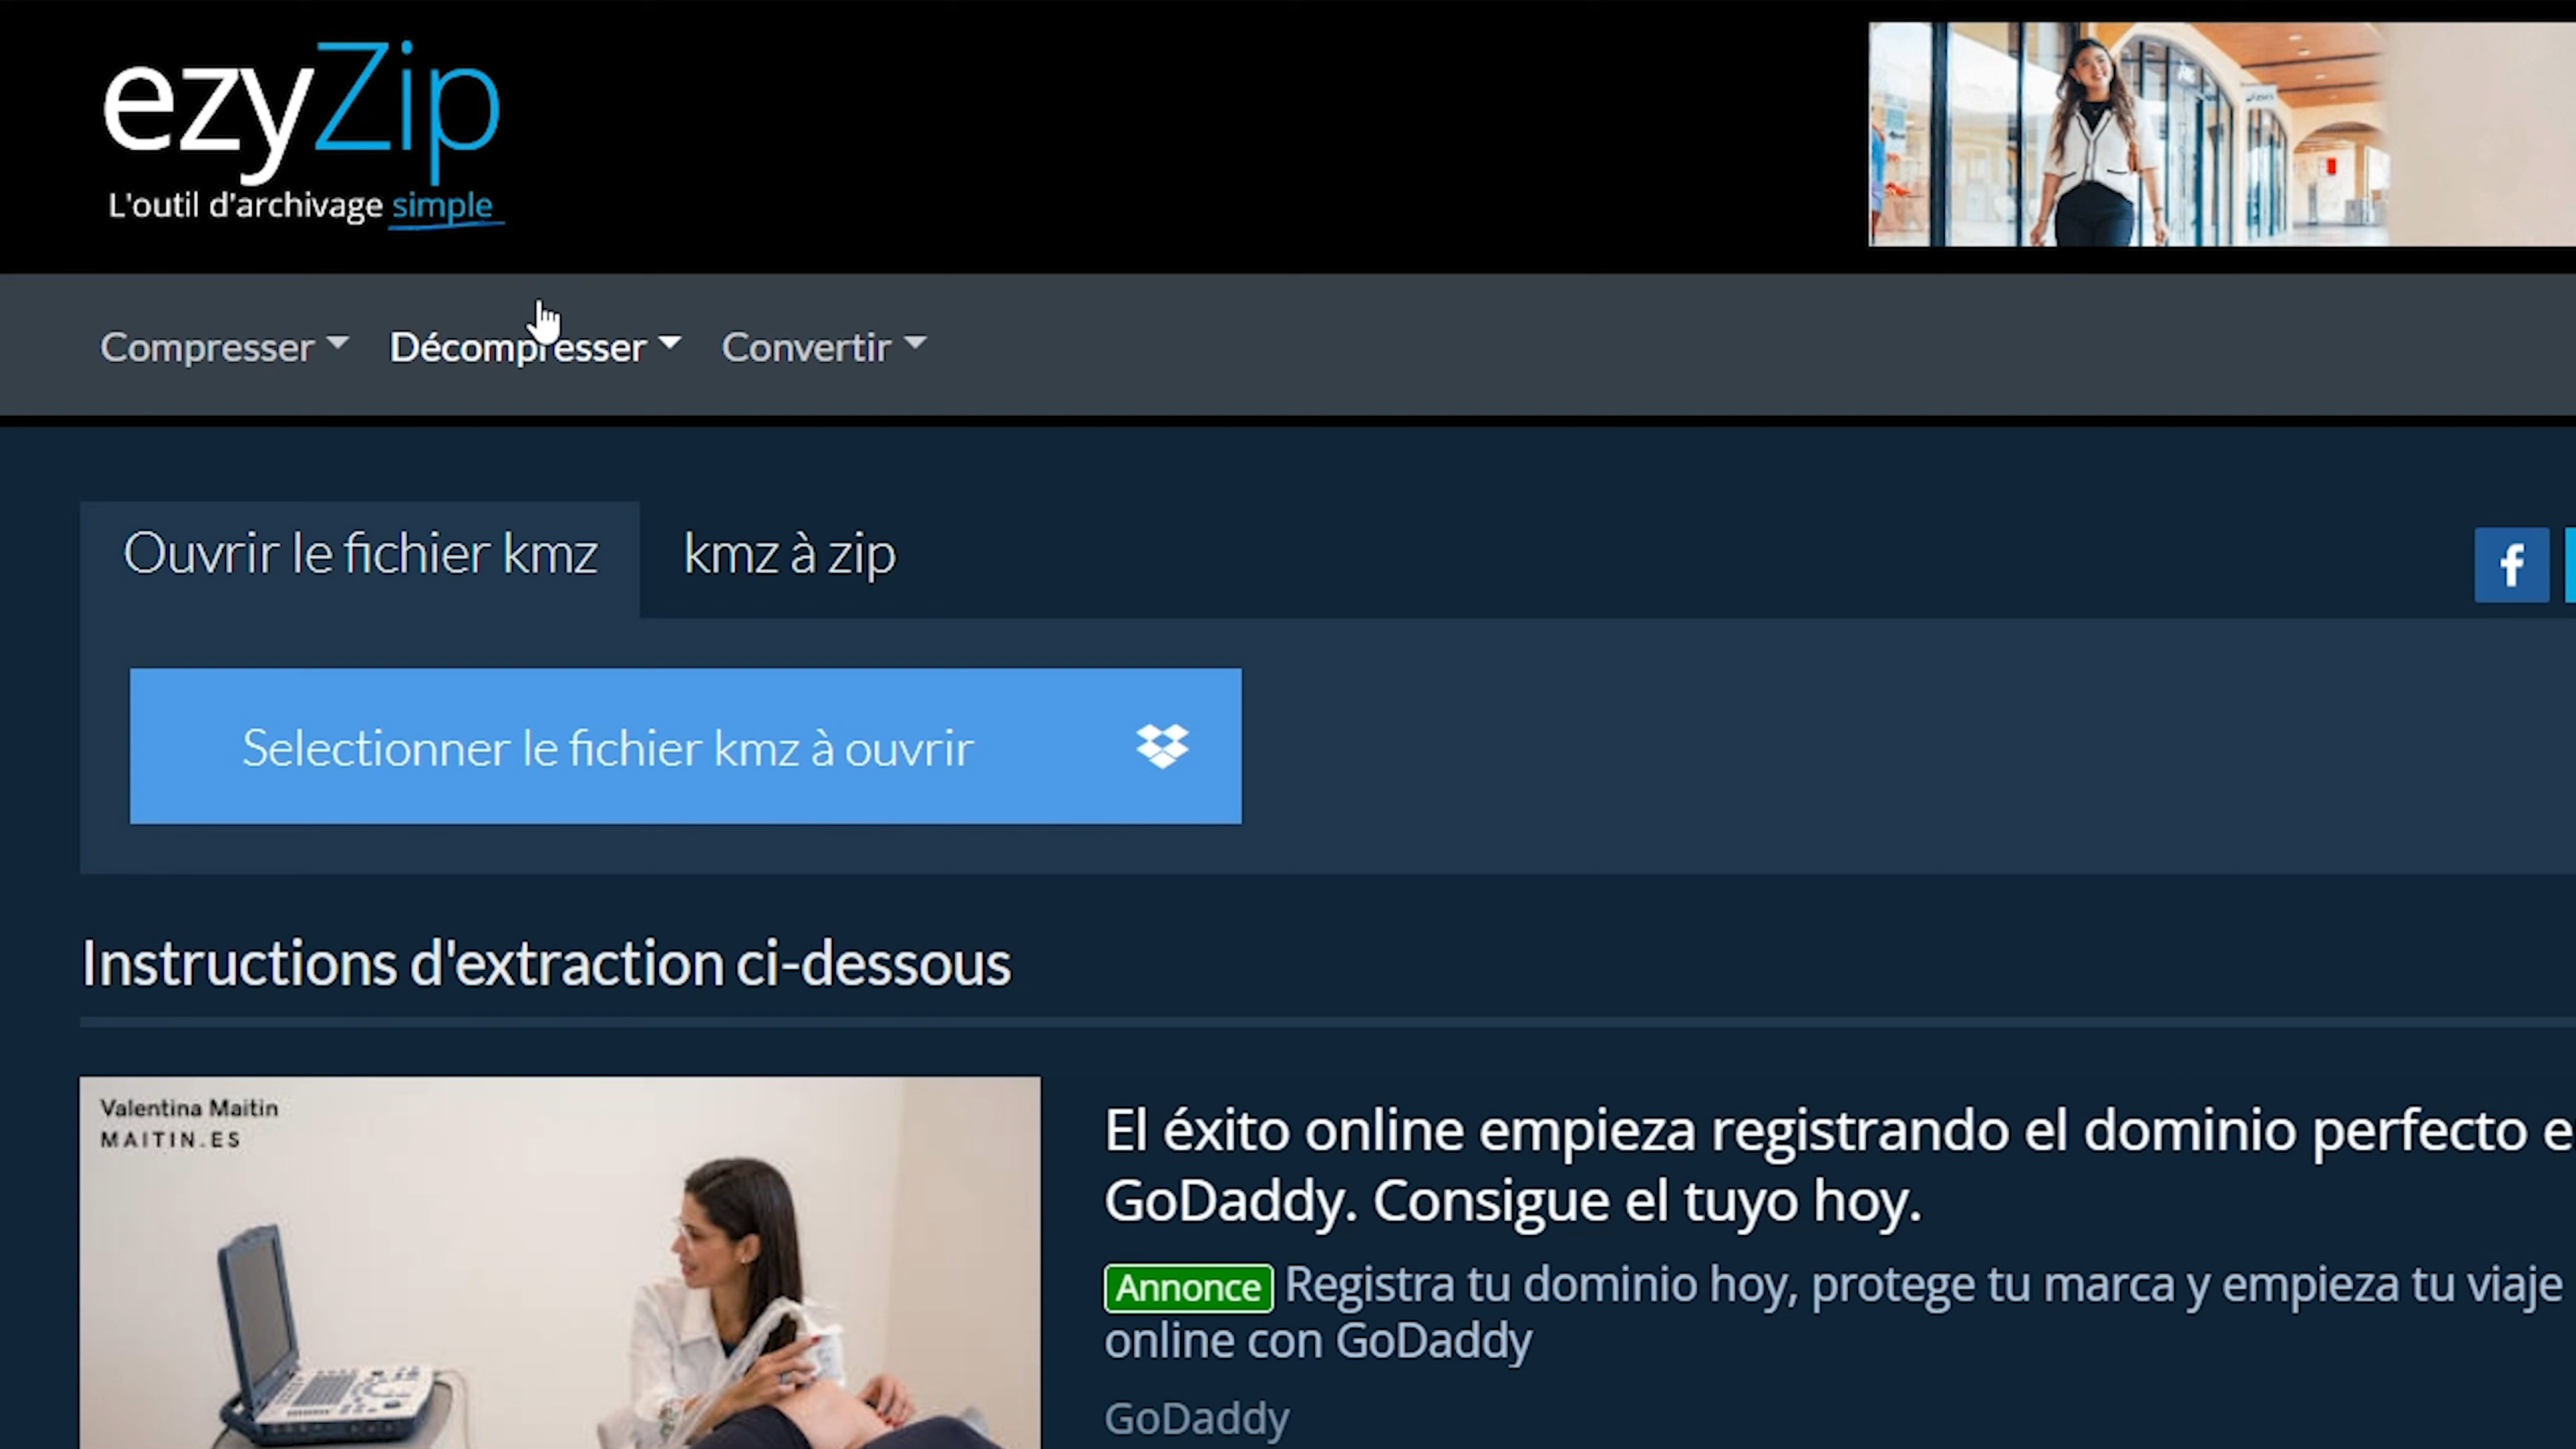 ezyZip
L'outil d'archivage simple
Compresser
Décompresser
Convertir
Ouvrir le fichier kmz
kmz à zip
Selectionner le fichier kmz à ouvrir
Instructions d'extraction ci-dessous
Valentina Maitin
MAITIN.ES
El éxito online empieza registrando el dominio perfecto e
GoDaddy. Consigue el tuyo hoy.
Annonce Registra tu dominio hoy, protege tu marca y empieza tu viaje
online con GoDaddy
GoDaddy